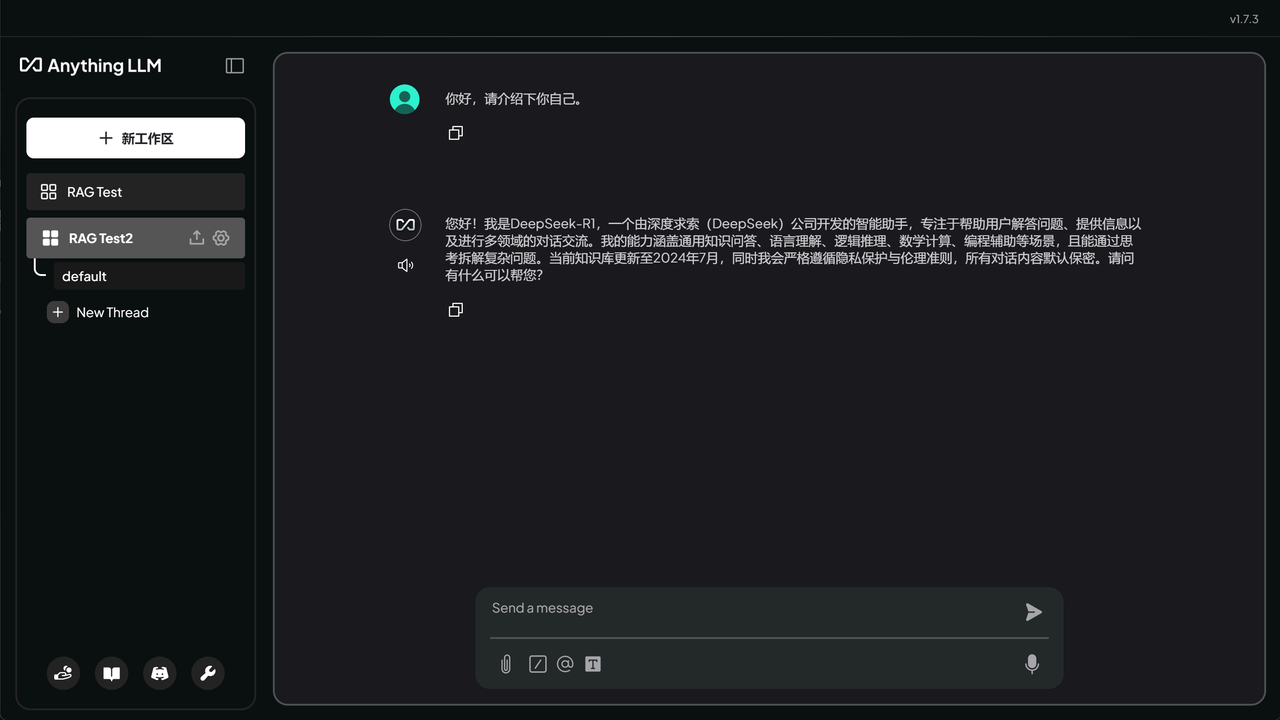 v1.7.3
Anything LLM
新工作区
RAG Test
RAG Test2
default
New Thread
你好，请介绍下你自己。
您好！我是DeepSeek-R1，一个由深度求索（DeepSeek）公司开发的智能助手，专注于帮助用户解答问题、提供信息以
及进行多领域的对话交流。我的能力涵盖通用知识问答、语言理解、逻辑推理、数学计算、编程辅助等场景，且能通过思
考拆解复杂问题。当前知识库更新至2024年7月，同时我会严格遵循隐私保护与伦理准则，所有对话内容默认保密。请问
有什么可以帮您？
Send a message